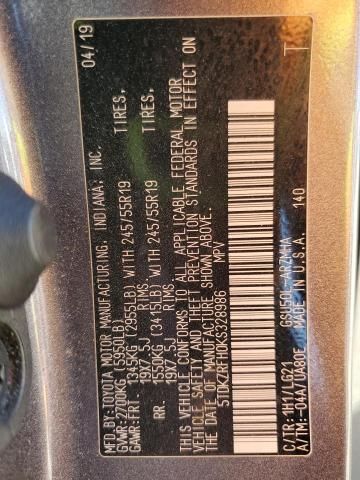 MFD.BY:TOYOTA MOTOR MANUFACTURING, INDIANA; INC. 04/19
GVWR:2700KG (5950LB)
GAWR:FRT. 1345KG (2955LB) WITH 245/55R19 TIRES,
19X7.5J RIMS
RR. 1550KG (3415LB) WITH 245/55R19 TIRES,
19X7.5J RIMS
THIS VEHICLE CONFORMS TO ALL APPLICABLE FEDERAL MOTOR
VEHICLE SAFETY AND THEFT PREVENTION STANDARDS IN EFFECT ON
THE DATE OF MANUFACTURE SHOWN ABOVE.
5TDKZRFH0KS328986 MPV
C/TR: 1H1/LG21 GSU50L-ARZNHA T
A/TM:-04A/UA80E MADE IN U.S.A. 140